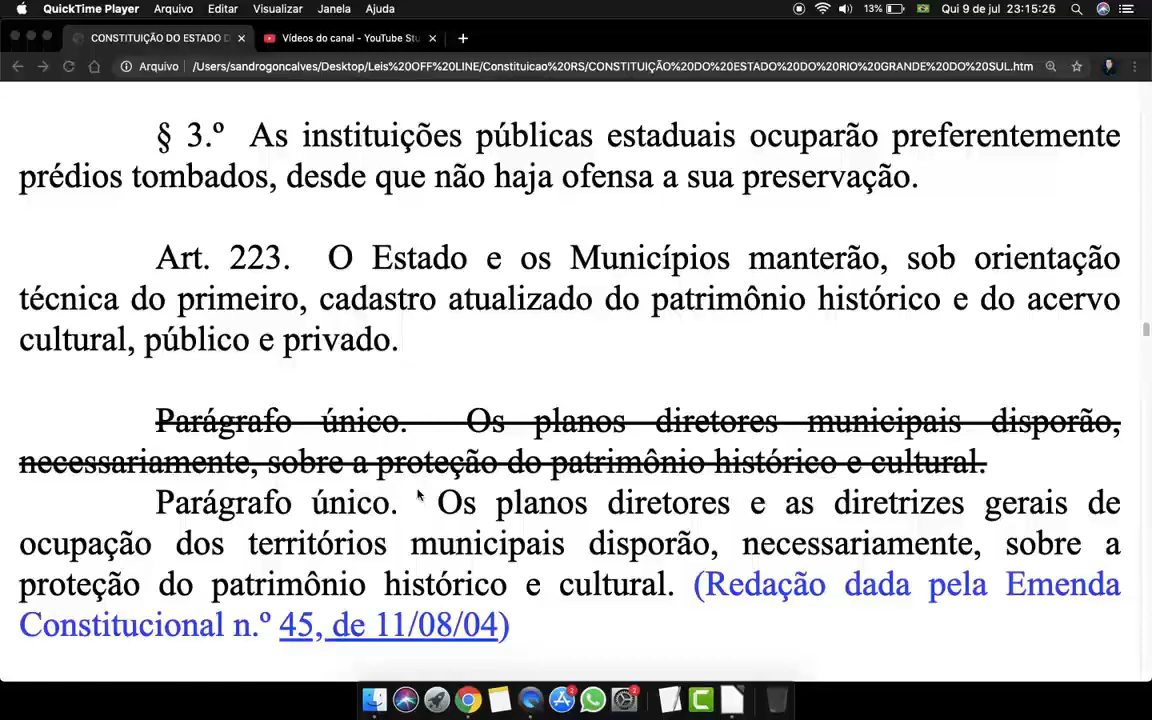 QuickTime Player Arquivo Editar Visualizar Janela Ajuda 13% Qui 9 de jul 23:15:26
CONSTITUIÇÃO DO ESTADO D Vídeos do canal - YouTube Stu
Arquivo /Users/sandrogoncalves/Desktop/Leis%20OFF%20LINE/Constituicao%20RS/CONSTITUIÇÃO%20DO%20ESTADO%20DO%20RIO%20GRANDE%20DO%20SUL.htm
§ 3.º As instituições públicas estaduais ocuparão preferentemente
prédios tombados, desde que não haja ofensa a sua preservação.
Art. 223. O Estado e os Municípios manterão, sob orientação
técnica do primeiro, cadastro atualizado do patrimônio histórico e do acervo
cultural, público e privado.
Parágrafo único. Os planos diretores municipais disporão,
necessariamente, sobre a proteção do patrimônio histórico e cultural.
Parágrafo único. Os planos diretores e as diretrizes gerais de
ocupação dos territórios municipais disporão, necessariamente, sobre a
proteção do patrimônio histórico e cultural. (Redação dada pela Emenda
Constitucional n.º 45, de 11/08/04)